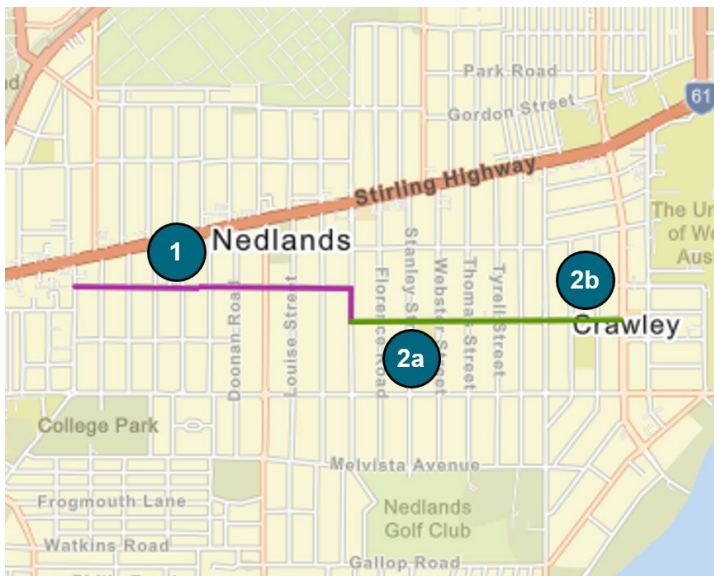 Park Road
61
Gordon Street
Stirling Highway
The Un
of We
Aus
1
Nedlands
2b
Stanley St
Webster Street
Thomas Street
Tyrell Street
Florence Road
Doonan Road
Louise Street
Crawley
2a
College Park
Melvista Avenue
Frogmouth Lane
Nedlands
Golf Club
Watkins Road
Gallop Road